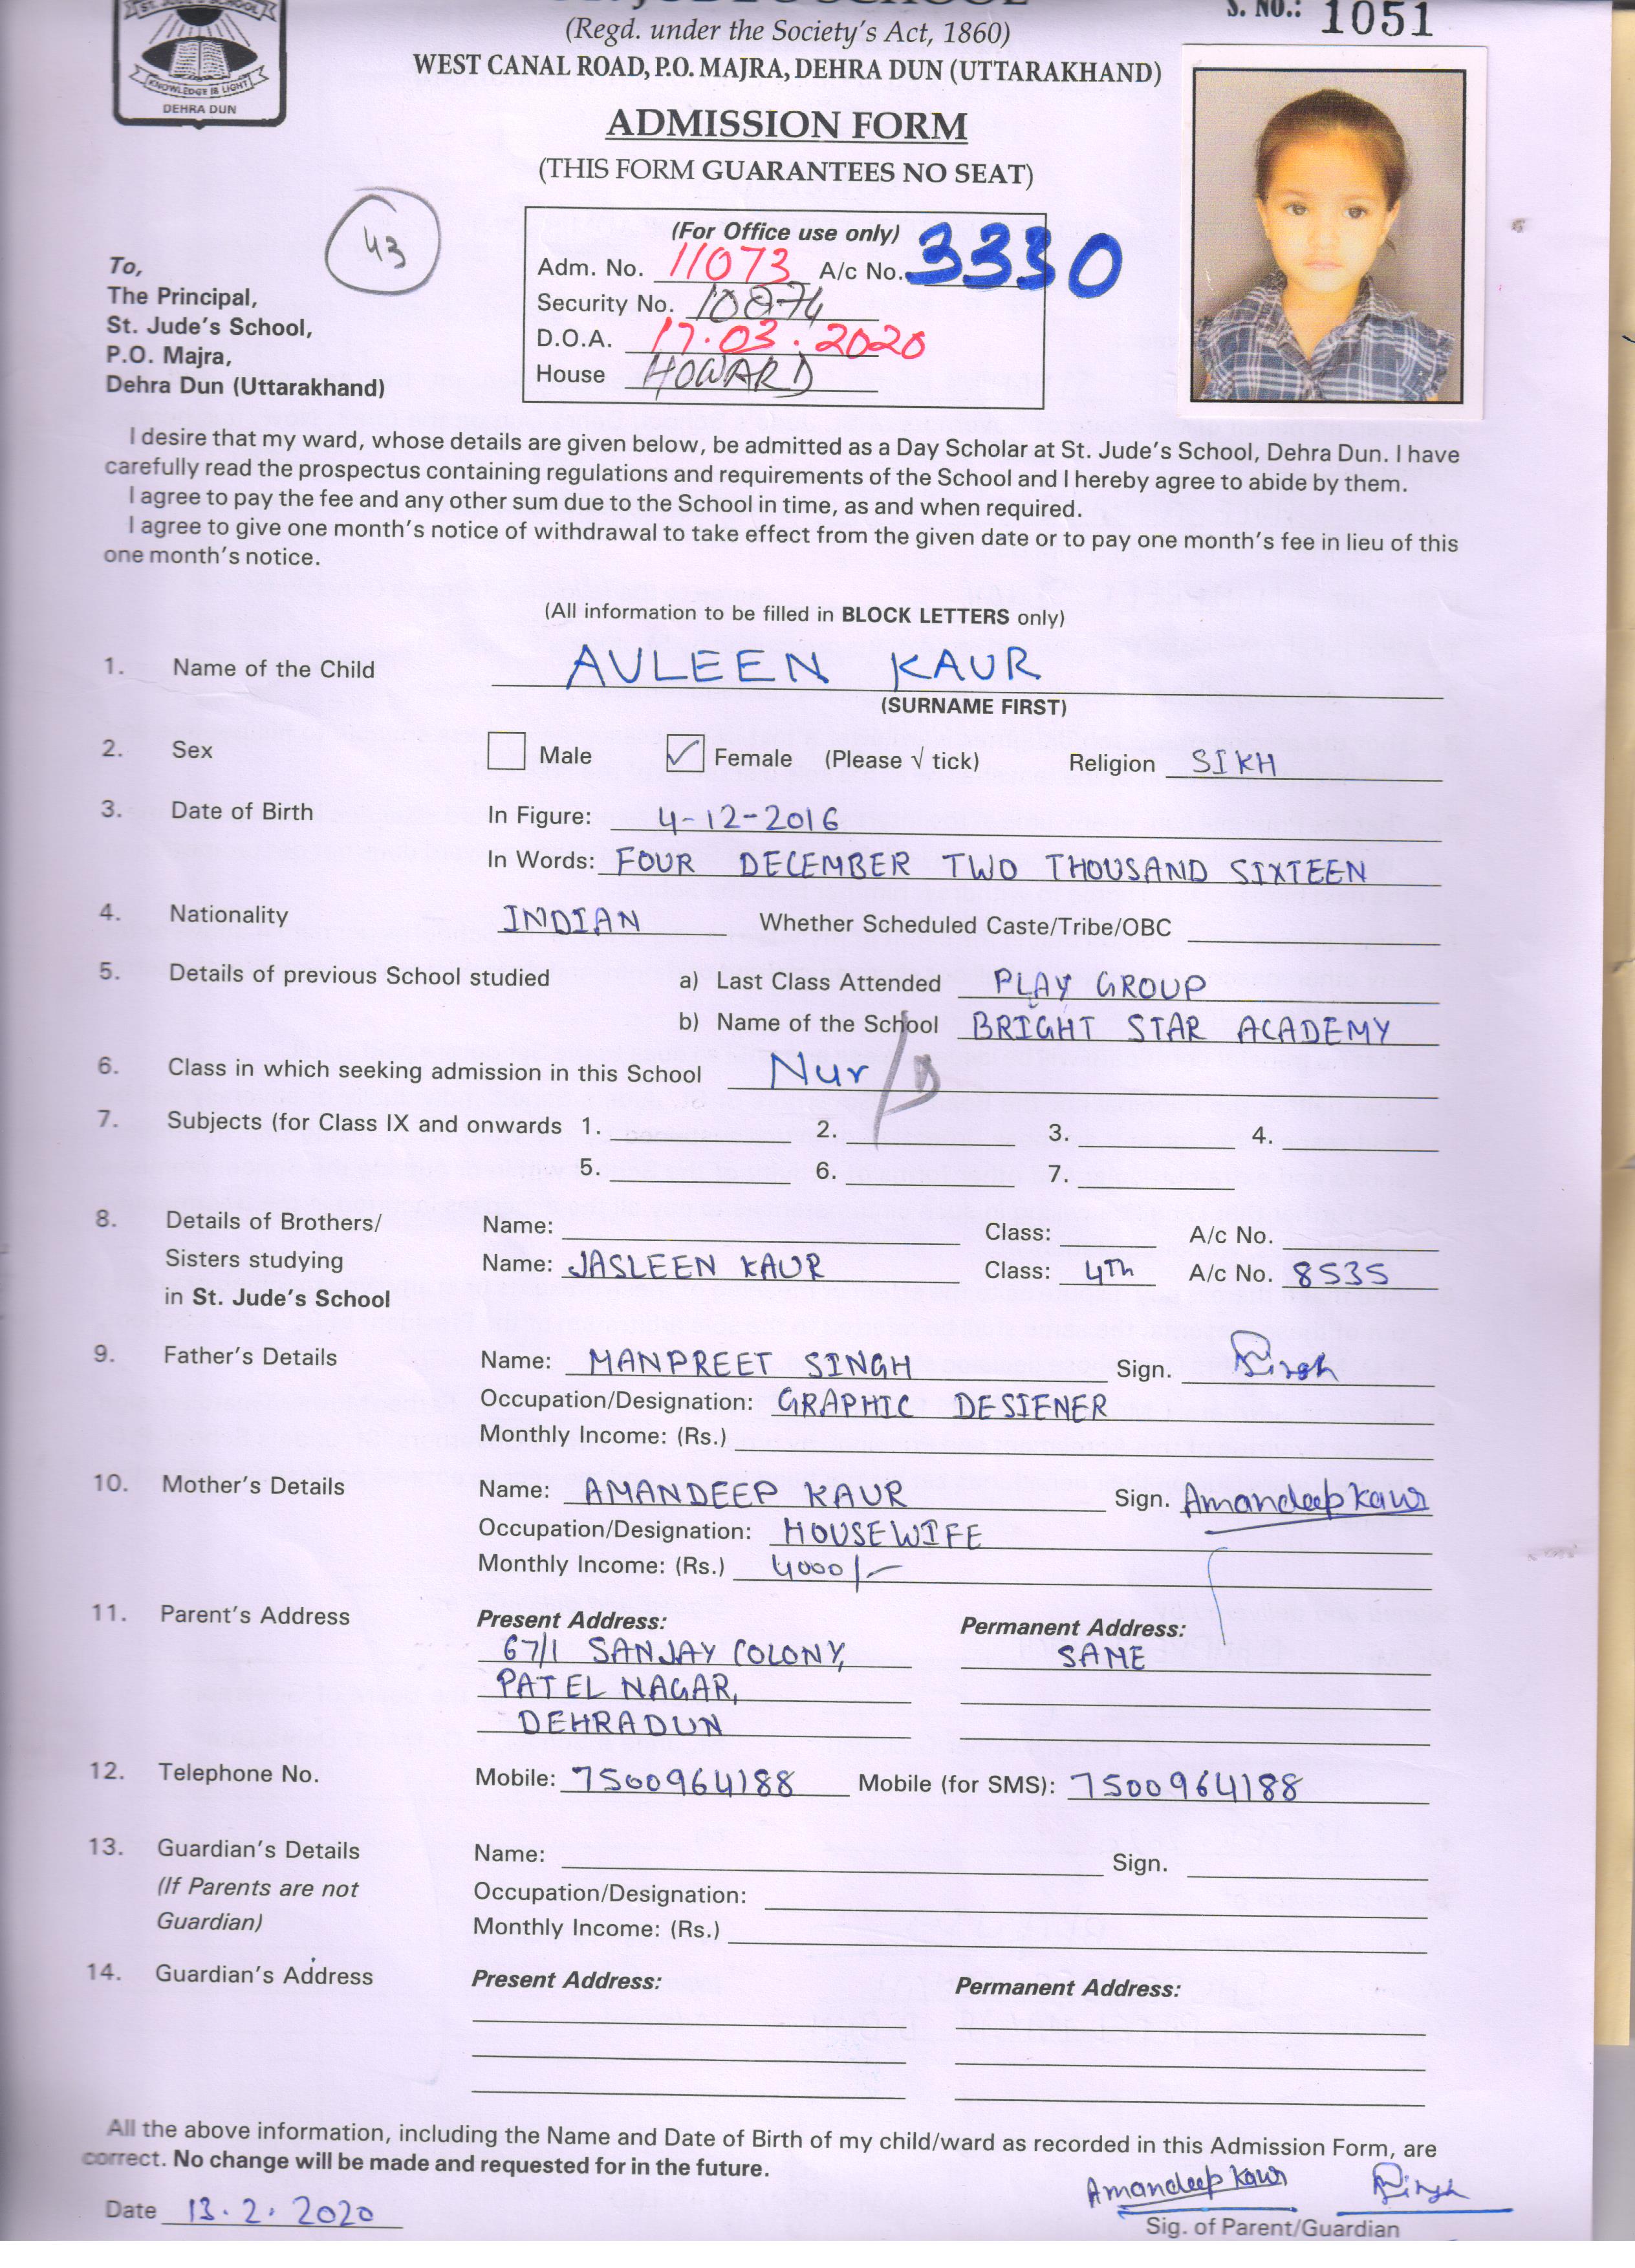 S. NO.: 1051
(Regd. under the Society's Act, 1860)
WEST CANAL ROAD, P.O. MAJRA, DEHRA DUN (UTTARAKHAND)
KNOWLEDGE IS LIGHT
DEHRA DUN
ADMISSION FORM
(THIS FORM GUARANTEES NO SEAT)
43
(For Office use only)
Adm. No. 11073 A/c No. 3330
Security No. 10874
D.O.A. 17.03.2020
House HOWARD
To,
The Principal,
St. Jude's School,
P.O. Majra,
Dehra Dun (Uttarakhand)
I desire that my ward, whose details are given below, be admitted as a Day Scholar at St. Jude's School, Dehra Dun. I have
carefully read the prospectus containing regulations and requirements of the School and I hereby agree to abide by them.
I agree to pay the fee and any other sum due to the School in time, as and when required.
I agree to give one month's notice of withdrawal to take effect from the given date or to pay one month's fee in lieu of this
one month's notice.
(All information to be filled in BLOCK LETTERS only)
1. Name of the Child AULEEN KAUR
(SURNAME FIRST)
2. Sex Male Female (Please √ tick) Religion SIKH
3. Date of Birth In Figure: 4-12-2016
In Words: FOUR DECEMBER TWO THOUSAND SIXTEEN
4. Nationality INDIAN Whether Scheduled Caste/Tribe/OBC
5. Details of previous School studied a) Last Class Attended PLAY GROUP
b) Name of the School BRIGHT STAR ACADEMY
6. Class in which seeking admission in this School Nur/D
7. Subjects (for Class IX and onwards 1. 2. 3. 4.
5. 6. 7.
8. Details of Brothers/ Name: Class: A/c No.
Sisters studying Name: JASLEEN KAUR Class: 4Th A/c No. 8535
in St. Jude's School
9. Father's Details Name: MANPREET SINGH Sign. Singh
Occupation/Designation: GRAPHIC DESIENER
Monthly Income: (Rs.)
10. Mother's Details Name: AMANDEEP KAUR Sign. Amandeep Kaur
Occupation/Designation: HOUSEWIFE
Monthly Income: (Rs.) 4000/-
11. Parent's Address Present Address: Permanent Address:
67/1 SANJAY COLONY, SAME
PATEL NAGAR,
DEHRADUN
12. Telephone No. Mobile: 7500964188 Mobile (for SMS): 7500964188
13. Guardian's Details Name: Sign.
(If Parents are not Occupation/Designation:
Guardian) Monthly Income: (Rs.)
14. Guardian's Address Present Address: Permanent Address:
All the above information, including the Name and Date of Birth of my child/ward as recorded in this Admission Form, are
correct. No change will be made and requested for in the future.
Amandeep Kaur Singh
Date 13.2.2020
Sig. of Parent/Guardian